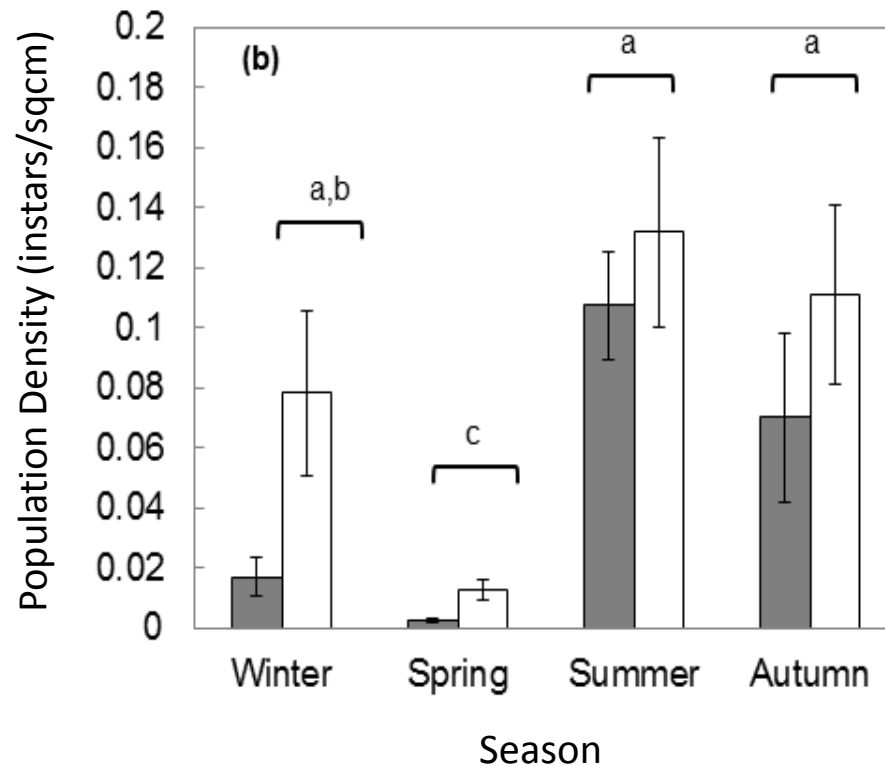 Population Density (instars/sqcm)
0.2
0.18
0.16
0.14
0.12
0.1
0.08
0.06
0.04
0.02
0
(b)
a,b
c
a
a
Winter Spring Summer Autumn
Season